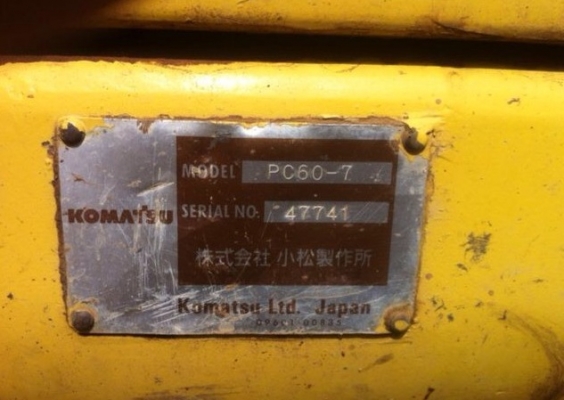 MODEL PC60-7
KOMATSU
SERIAL NO. 47741
株式会社 小松製作所
Komatsu Ltd. Japan